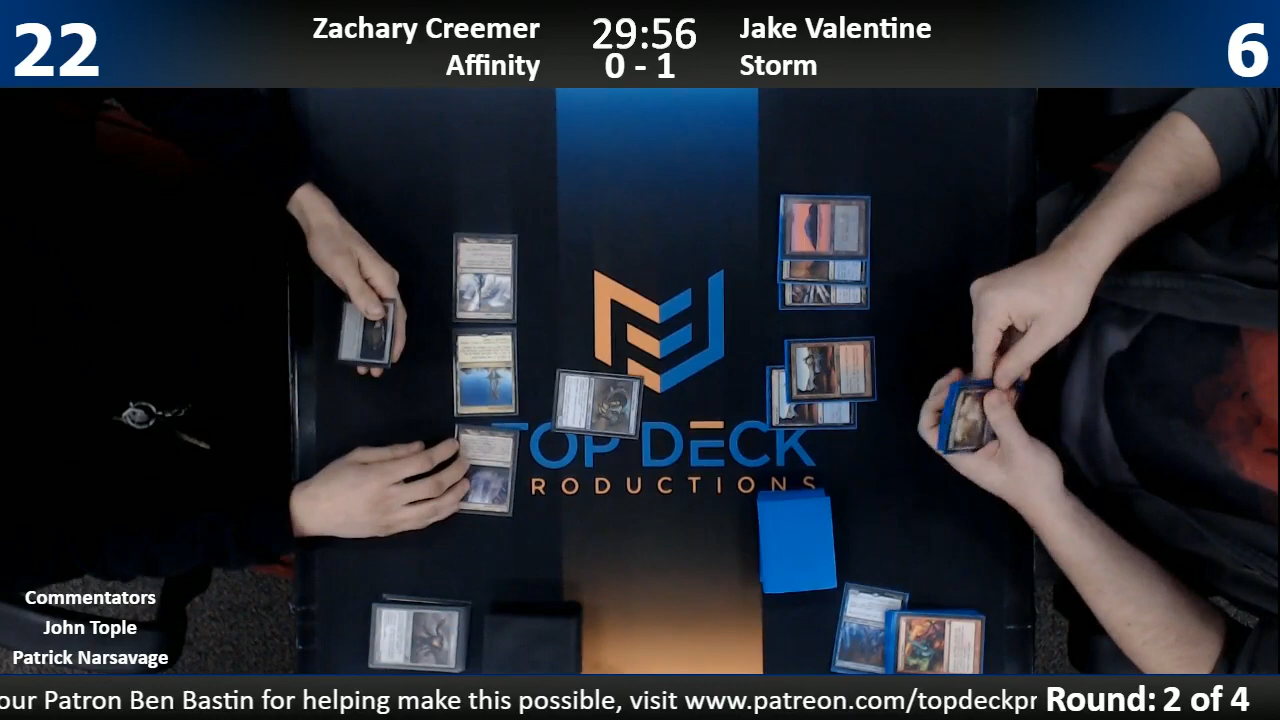 22
Zachary Creemer
Affinity
29:56
0 - 1
Jake Valentine
Storm
6
TOP DECK
RODUCTIONS
Commentators
John Tople
Patrick Narsavage
our Patron Ben Bastin for helping make this possible, visit www.patreon.com/topdeckpr
Round: 2 of 4